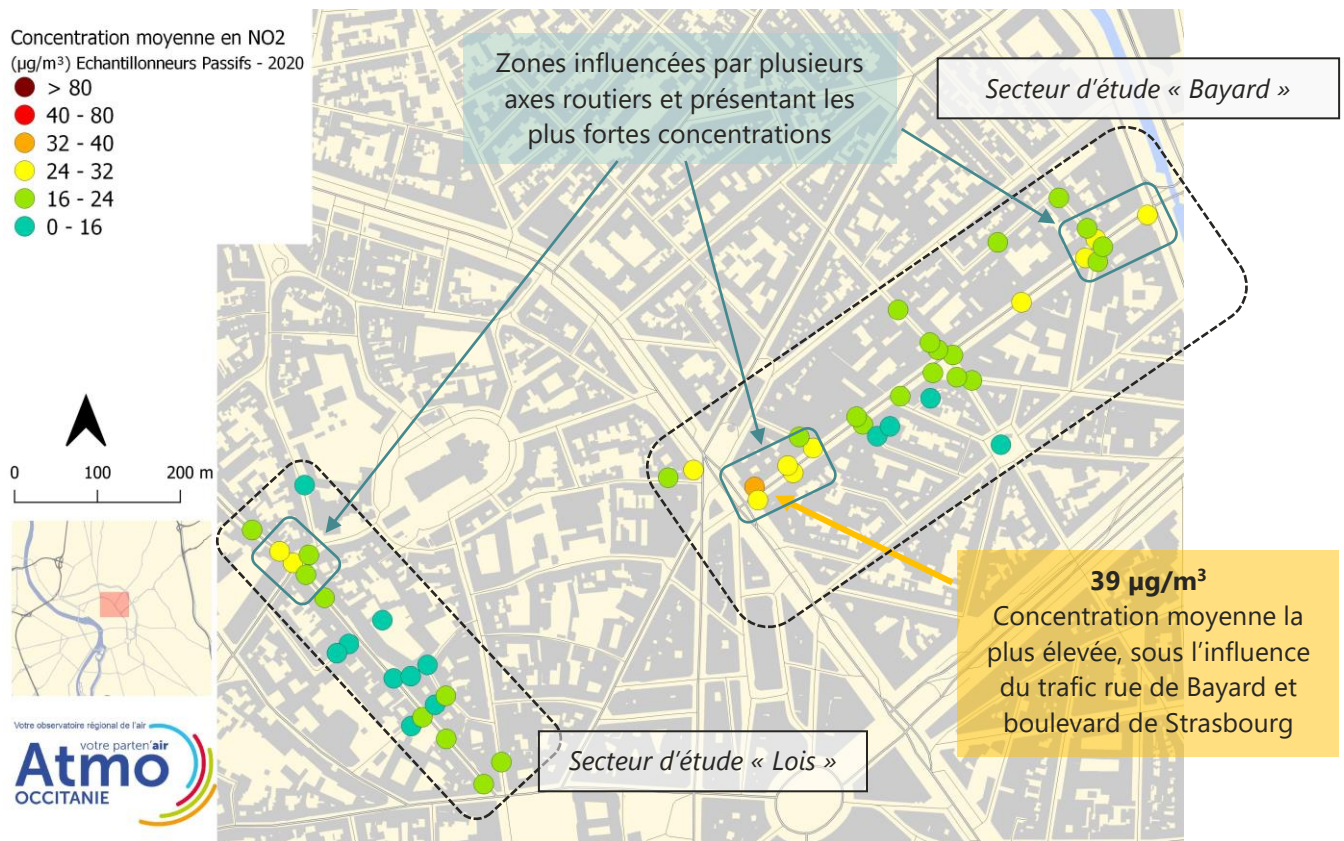 Concentration moyenne en NO2
(µg/m³) Echantillonneurs Passifs - 2020
> 80
40 - 80
32 - 40
24 - 32
16 - 24
0 - 16
Zones influencées par plusieurs
axes routiers et présentant les
plus fortes concentrations
Secteur d'étude « Bayard »
0 100 200 m
39 µg/m³
Concentration moyenne la
plus élevée, sous l'influence
du trafic rue de Bayard et
boulevard de Strasbourg
Secteur d'étude « Lois »
Votre observatoire régional de l'air
votre parten'air
Atmo
OCCITANIE